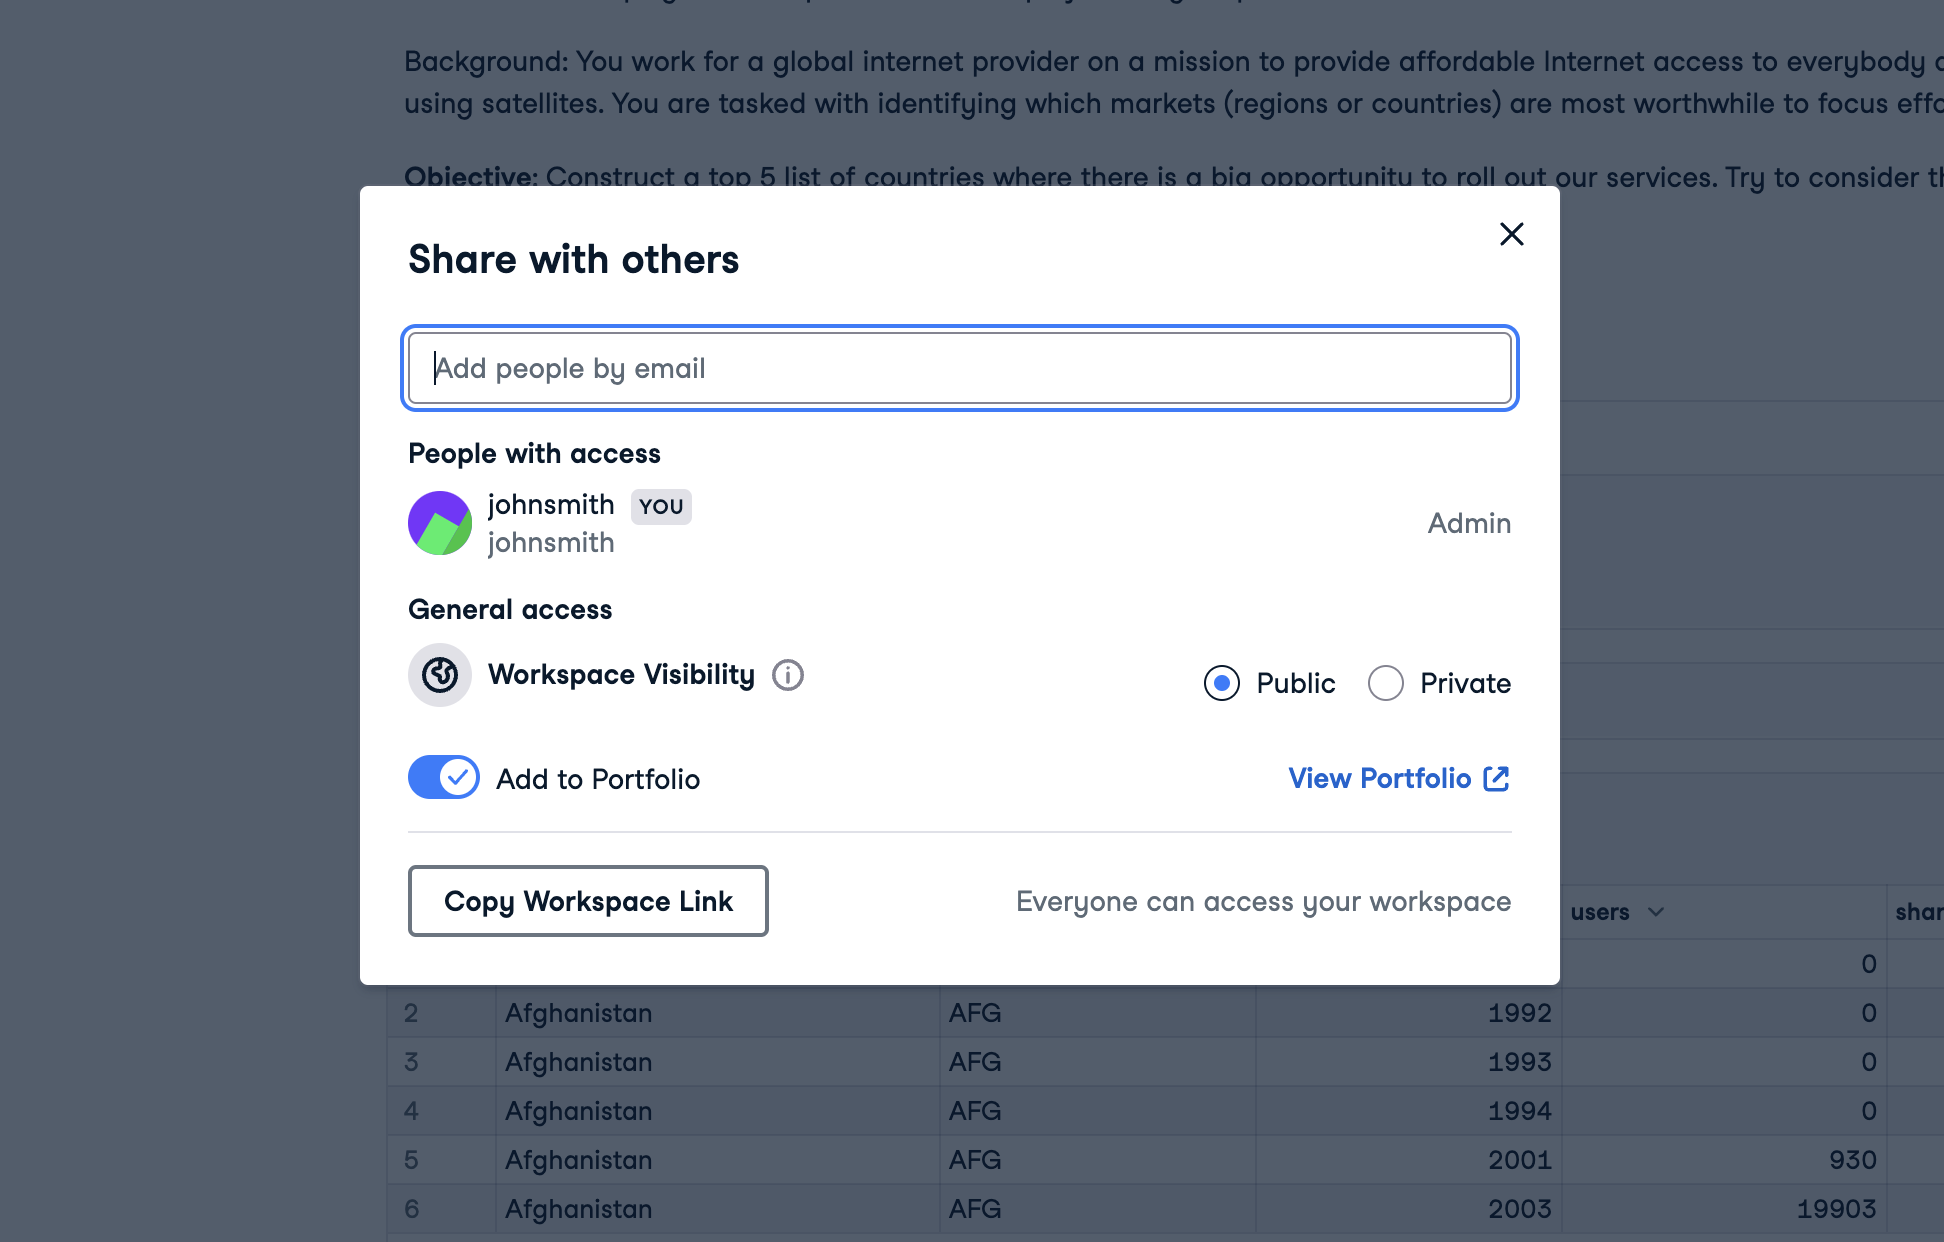 Background: You work for a global internet provider on a mission to provide affordable Internet access to everybody
using satellites. You are tasked with identifying which markets (regions or countries) are most worthwhile to focus
Objective: Construct a top 5 list of countries where there is a big opportunity to roll out our services. Try to consider
Share with others
Add people by email
People with access
johnsmith YOU
johnsmith
Admin
General access
Workspace Visibility
Public Private
Add to Portfolio View Portfolio
Copy Workspace Link Everyone can access your workspace
users
0
2 Afghanistan AFG 1992 0
3 Afghanistan AFG 1993 0
4 Afghanistan AFG 1994 0
5 Afghanistan AFG 2001 930
6 Afghanistan AFG 2003 19903